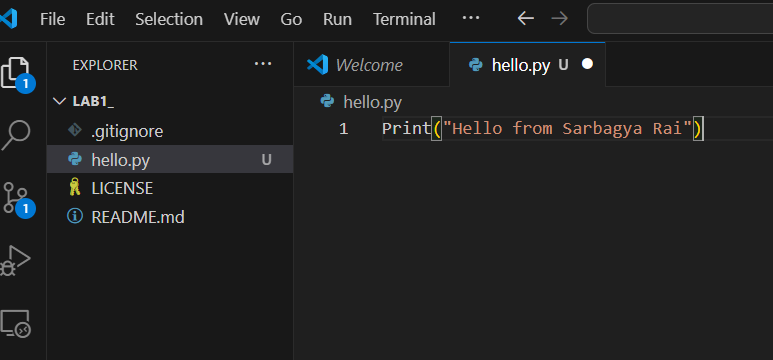 File Edit Selection View Go Run Terminal ···
EXPLORER ···
LAB1_
.gitignore
hello.py U
LICENSE
README.md
Welcome
hello.py U
hello.py
1 Print("Hello from Sarbagya Rai")
1
1